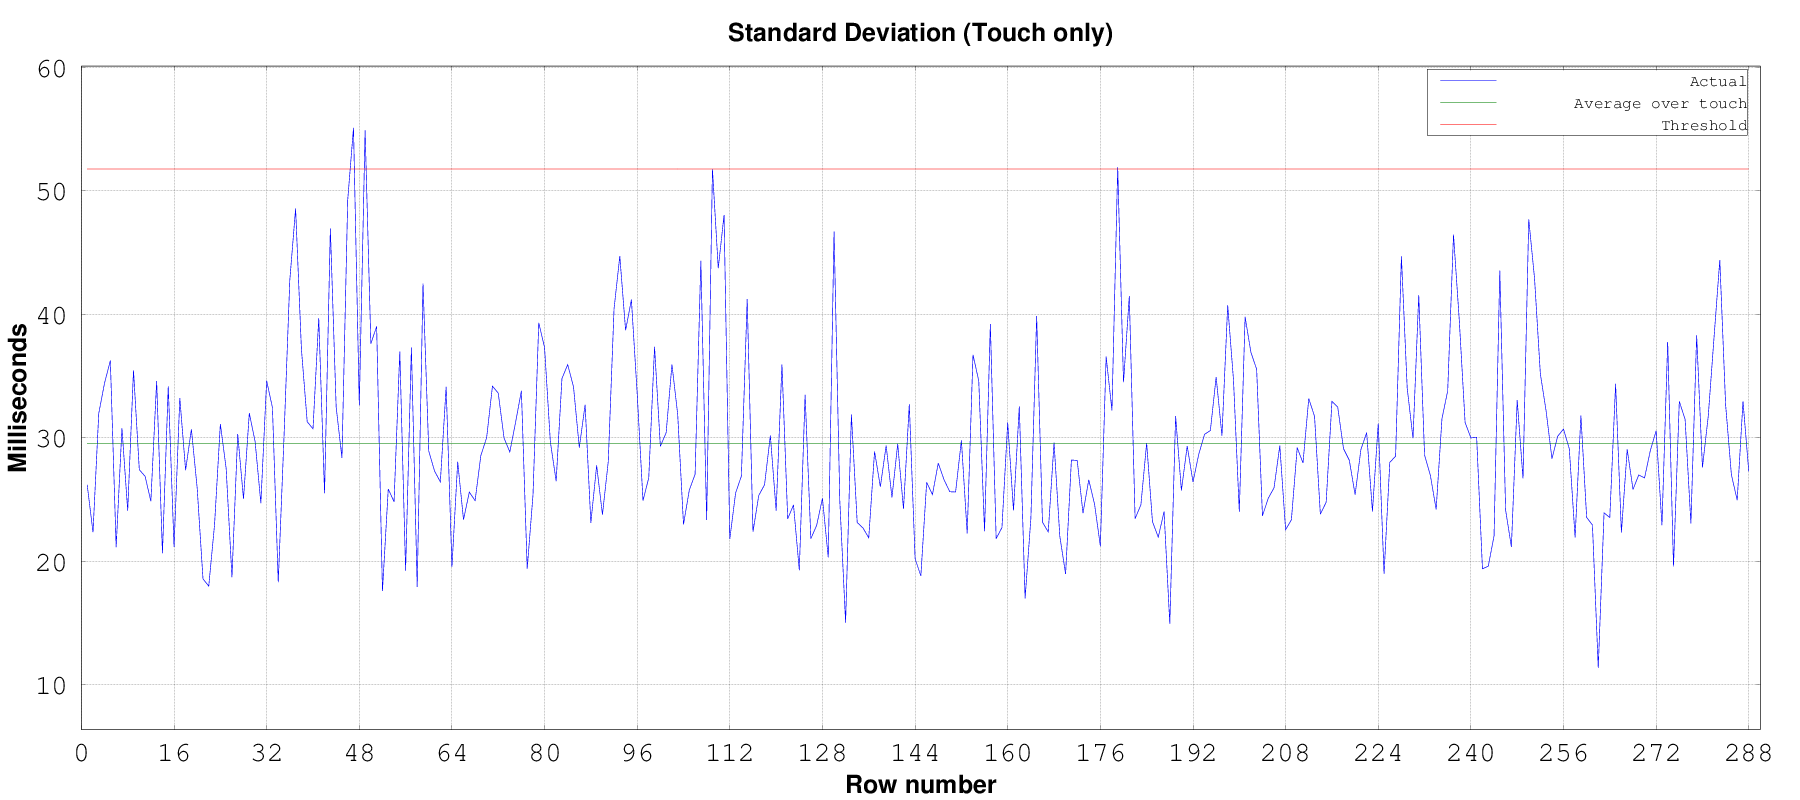 Standard Deviation (Touch only)
60
50
40
30
20
10
Milliseconds
Actual
Average over touch
Threshold
0 16 32 48 64 80 96 112 128 144 160 176 192 208 224 240 256 272 288
Row number